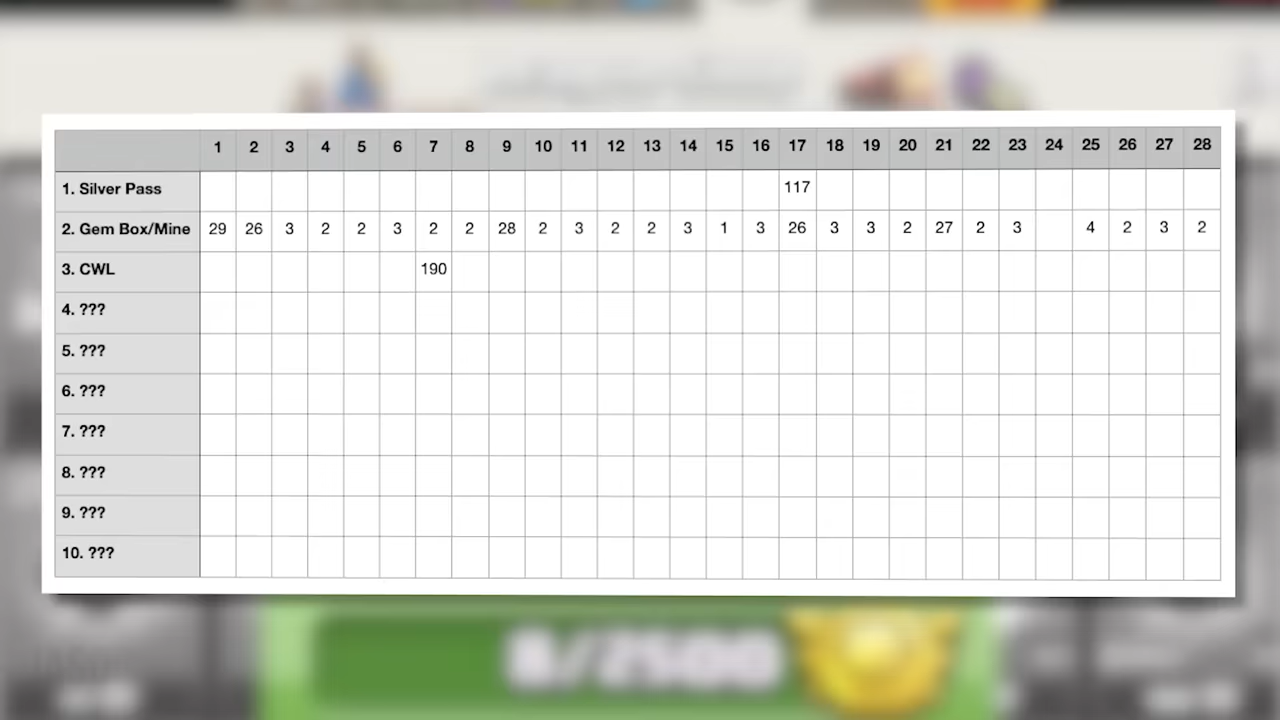 1 2 3 4 5 6 7 8 9 10 11 12 13 14 15 16 17 18 19 20 21 22 23 24 25 26 27 28
1. Silver Pass 117
2. Gem Box/Mine 29 26 3 2 2 3 2 2 28 2 3 2 2 3 1 3 26 3 3 2 27 2 3 4 2 3 2
3. CWL 190
4. ???
5. ???
6. ???
7. ???
8. ???
9. ???
10. ???
/2500